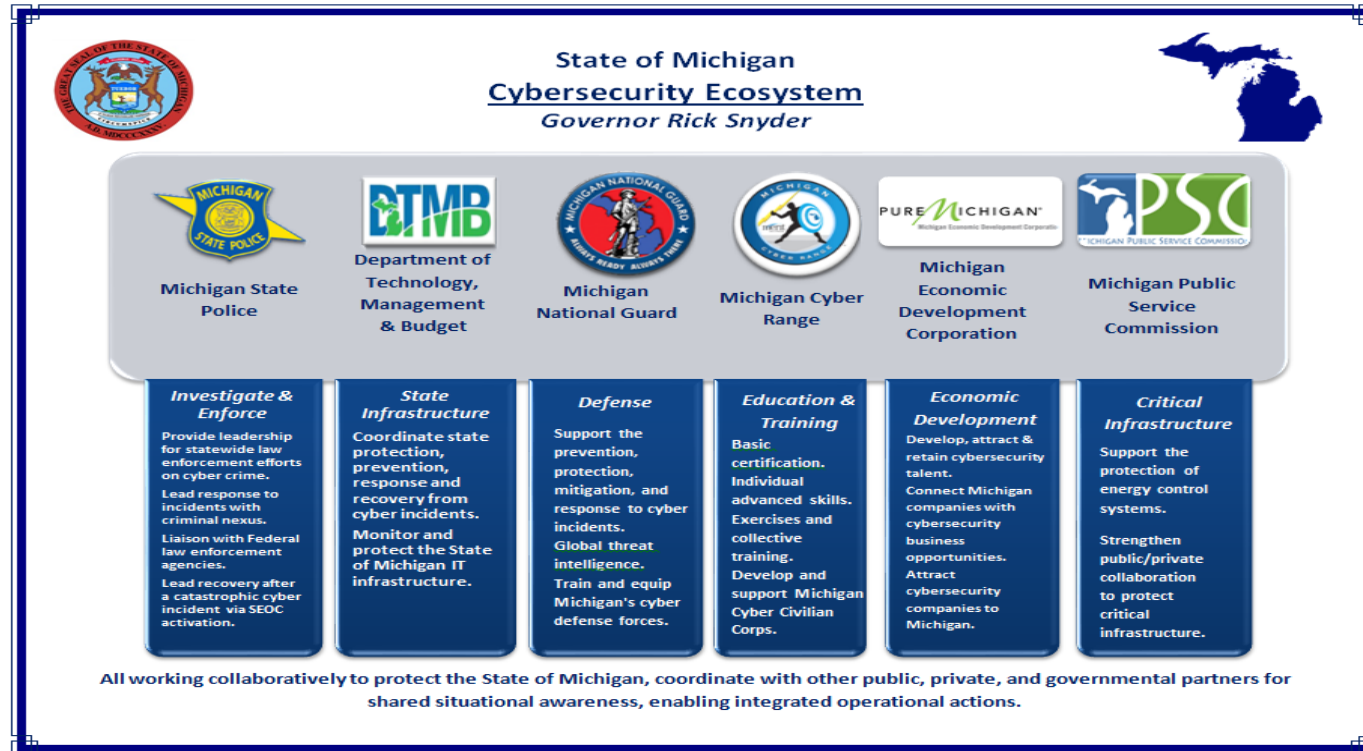 State of Michigan
Cybersecurity Ecosystem
Governor Rick Snyder
THE GREAT SEAL OF THE STATE OF MICHIGAN
TUEBOR
A.D. MDCCCXXXV.
MICHIGAN
STATE POLICE
Michigan State
Police
DTMB
Department of
Technology,
Management
& Budget
MICHIGAN NATIONAL GUARD
ALWAYS READY ALWAYS THERE
Michigan
National Guard
MICHIGAN
CYBER RANGE
Michigan Cyber
Range
PURE MICHIGAN
Michigan Economic Development Corporatio
Michigan
Economic
Development
Corporation
PSC
MICHIGAN PUBLIC SERVICE COMMISSION
Michigan Public
Service
Commission
Investigate &
Enforce
Provide leadership
for statewide law
enforcement efforts
on cyber crime.
Lead response to
incidents with
criminal nexus.
Liaison with Federal
law enforcement
agencies.
Lead recovery after
a catastrophic cyber
incident via SEOC
activation.
State
Infrastructure
Coordinate state
protection,
prevention,
response and
recovery from
cyber incidents.
Monitor and
protect the State
of Michigan IT
infrastructure.
Defense
Support the
prevention,
protection,
mitigation, and
response to cyber
incidents.
Global threat
intelligence.
Train and equip
Michigan's cyber
defense forces.
Education &
Training
Basic
certification.
Individual
advanced skills.
Exercises and
collective
training.
Develop and
support Michigan
Cyber Civilian
Corps.
Economic
Development
Develop, attract &
retain cybersecurity
talent.
Connect Michigan
companies with
cybersecurity
business
opportunities.
Attract
cybersecurity
companies to
Michigan.
Critical
Infrastructure
Support the
protection of
energy control
systems.
Strengthen
public/private
collaboration
to protect
critical
infrastructure.
All working collaboratively to protect the State of Michigan, coordinate with other public, private, and governmental partners for
shared situational awareness, enabling integrated operational actions.